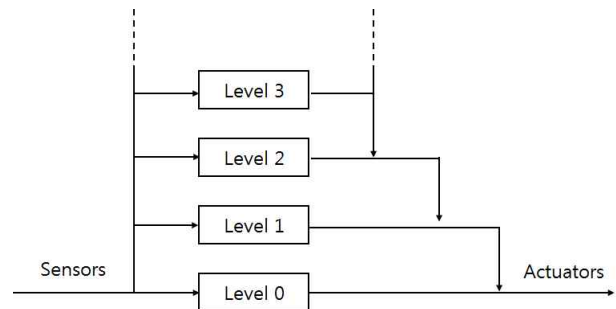 Level 3
Level 2
Level 1
Sensors
Actuators
Level 0